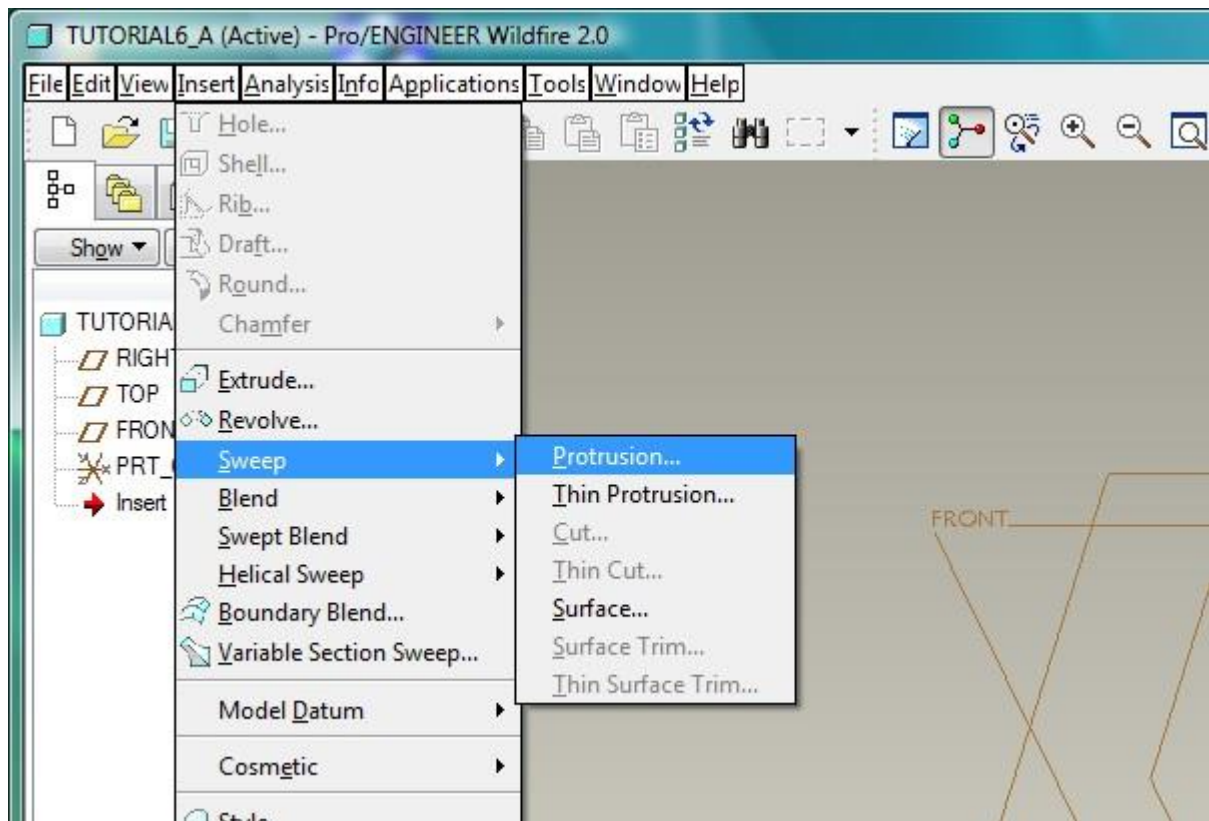 TUTORIAL6_A (Active) - Pro/ENGINEER Wildfire 2.0
File Edit View Insert Analysis Info Applications Tools Window Help
Hole...
Shell...
Rib...
Draft...
Round...
Chamfer
Extrude...
Revolve...
Sweep
Blend
Swept Blend
Helical Sweep
Boundary Blend...
Variable Section Sweep...
Model Datum
Cosmetic
Style
Protrusion...
Thin Protrusion...
Cut...
Thin Cut...
Surface...
Surface Trim...
Thin Surface Trim...
Show
TUTORIA
RIGHT
TOP
FRON
PRT_
Insert
FRONT